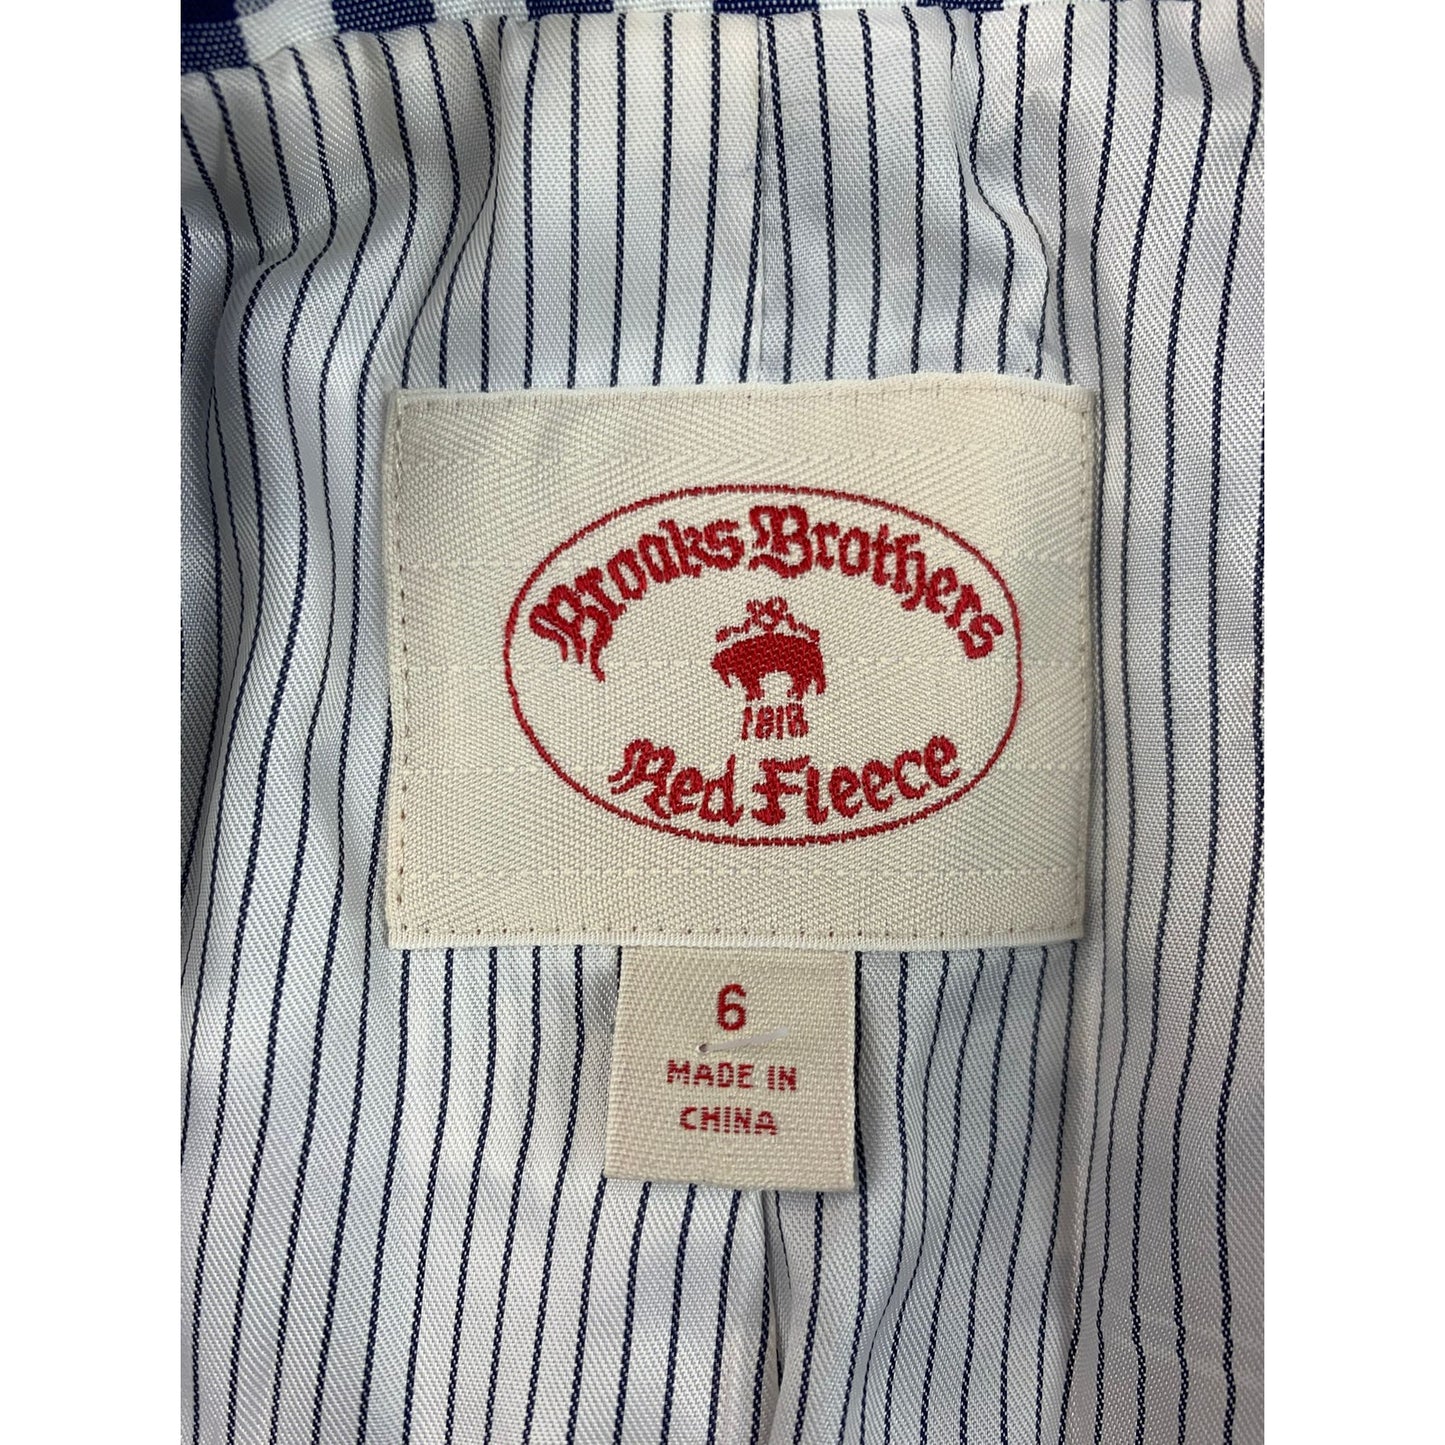 Brooks Brothers
1818
Red Fleece
6
MADE IN
CHINA